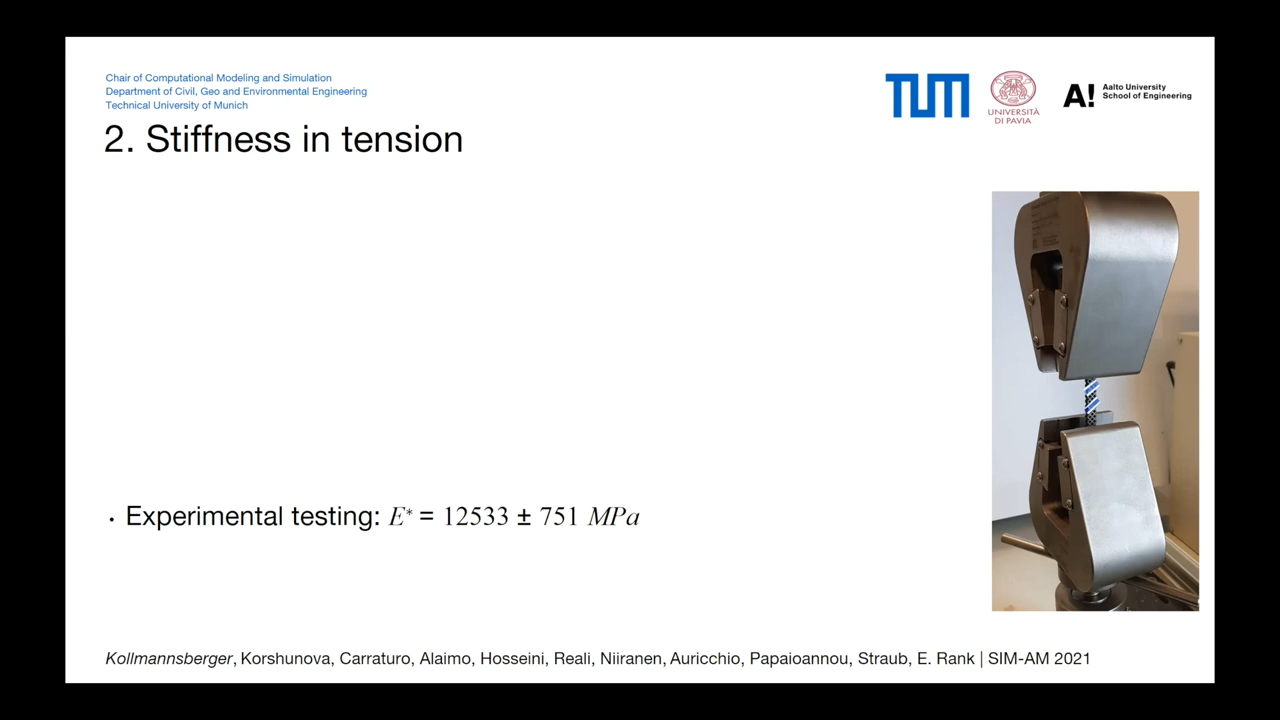 Chair of Computational Modeling and Simulation
Department of Civil, Geo and Environmental Engineering
Technical University of Munich
TUM
UNIVERSITÀ
DI PAVIA
A!
Aalto University
School of Engineering
2. Stiffness in tension
• Experimental testing: E* = 12533 ± 751 MPa
Kollmannsberger, Korshunova, Carraturo, Alaimo, Hosseini, Reali, Niiranen, Auricchio, Papaioannou, Straub, E. Rank | SIM-AM 2021